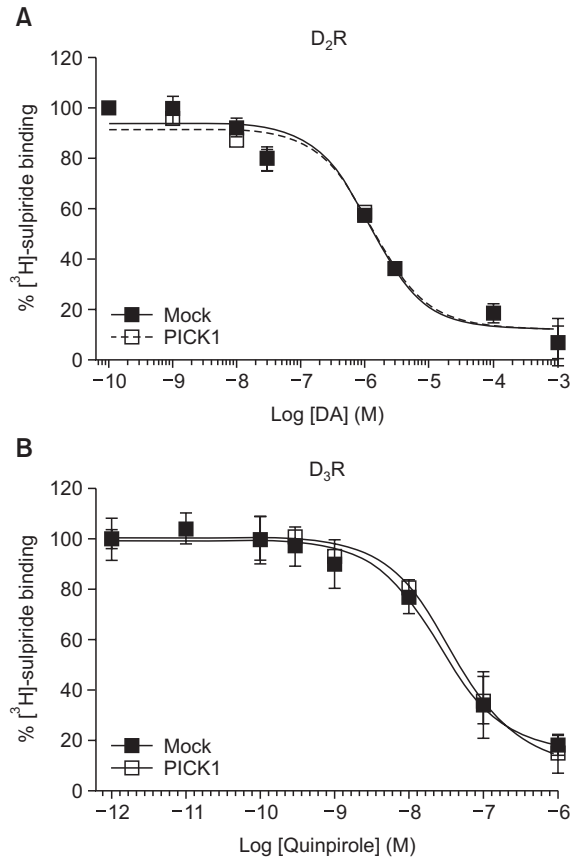 A
D₂R
120
100
80
60
40
20
0
% [³H]-sulpiride binding
Mock
PICK1
−10 −9 −8 −7 −6 −5 −4 −3
Log [DA] (M)
B
D₃R
120
100
80
60
40
20
0
% [³H]-sulpiride binding
Mock
PICK1
−12 −11 −10 −9 −8 −7 −6
Log [Quinpirole] (M)